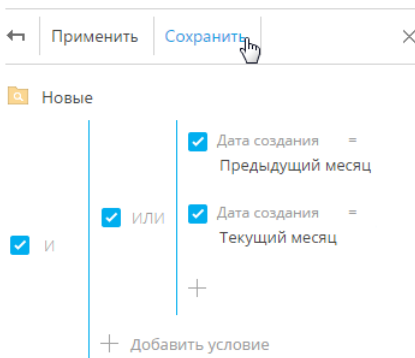 Применить Сохранить
Новые
Дата создания =
Предыдущий месяц
ИЛИ
Дата создания =
Текущий месяц
И
Добавить условие